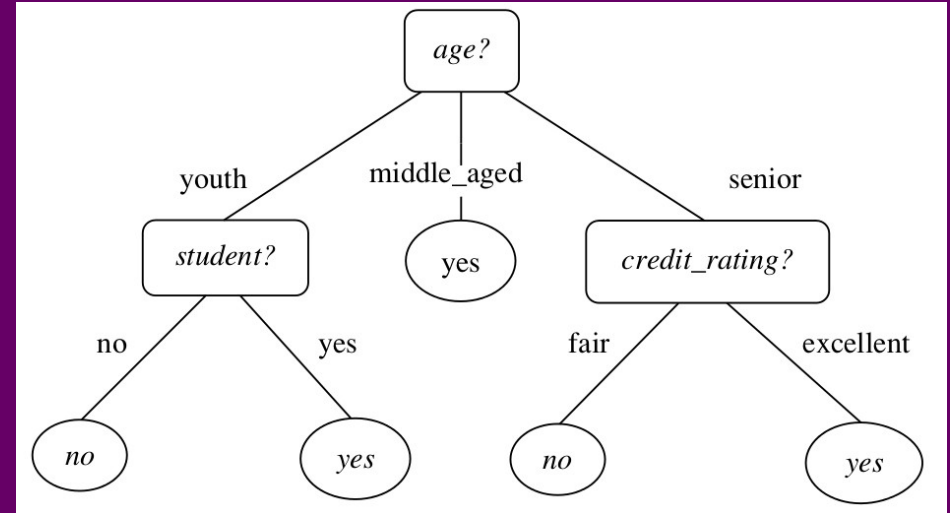 age?
youth
middle_aged
senior
student?
yes
credit_rating?
no
yes
fair
excellent
no
yes
no
yes